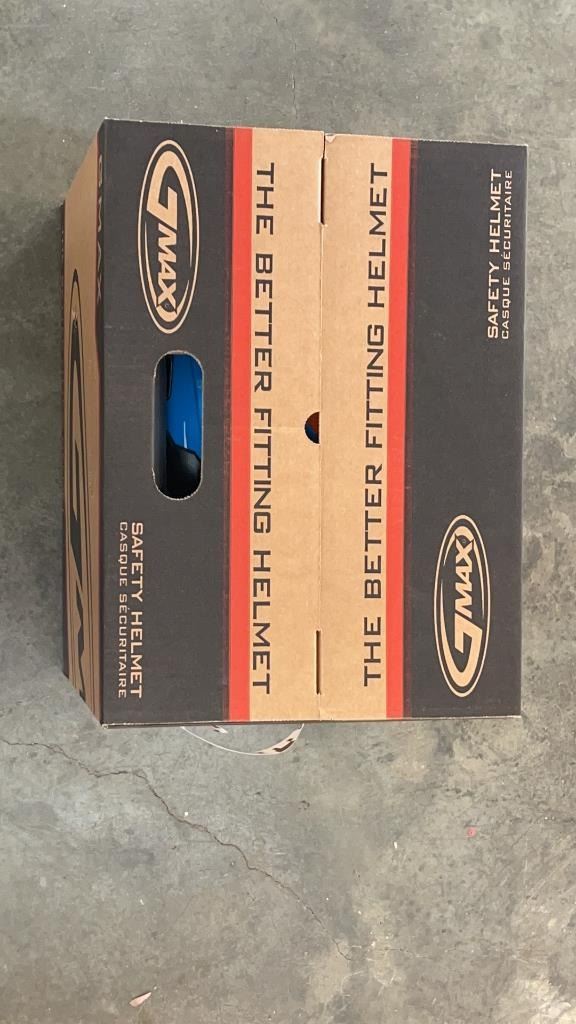 GMAX
THE BETTER FITTING HELMET
SAFETY HELMET
CASQUE SÉCURITAIRE
THE BETTER FITTING HELMET
GMAX
SAFETY HELMET
CASQUE SÉCURITAIRE
GMAX